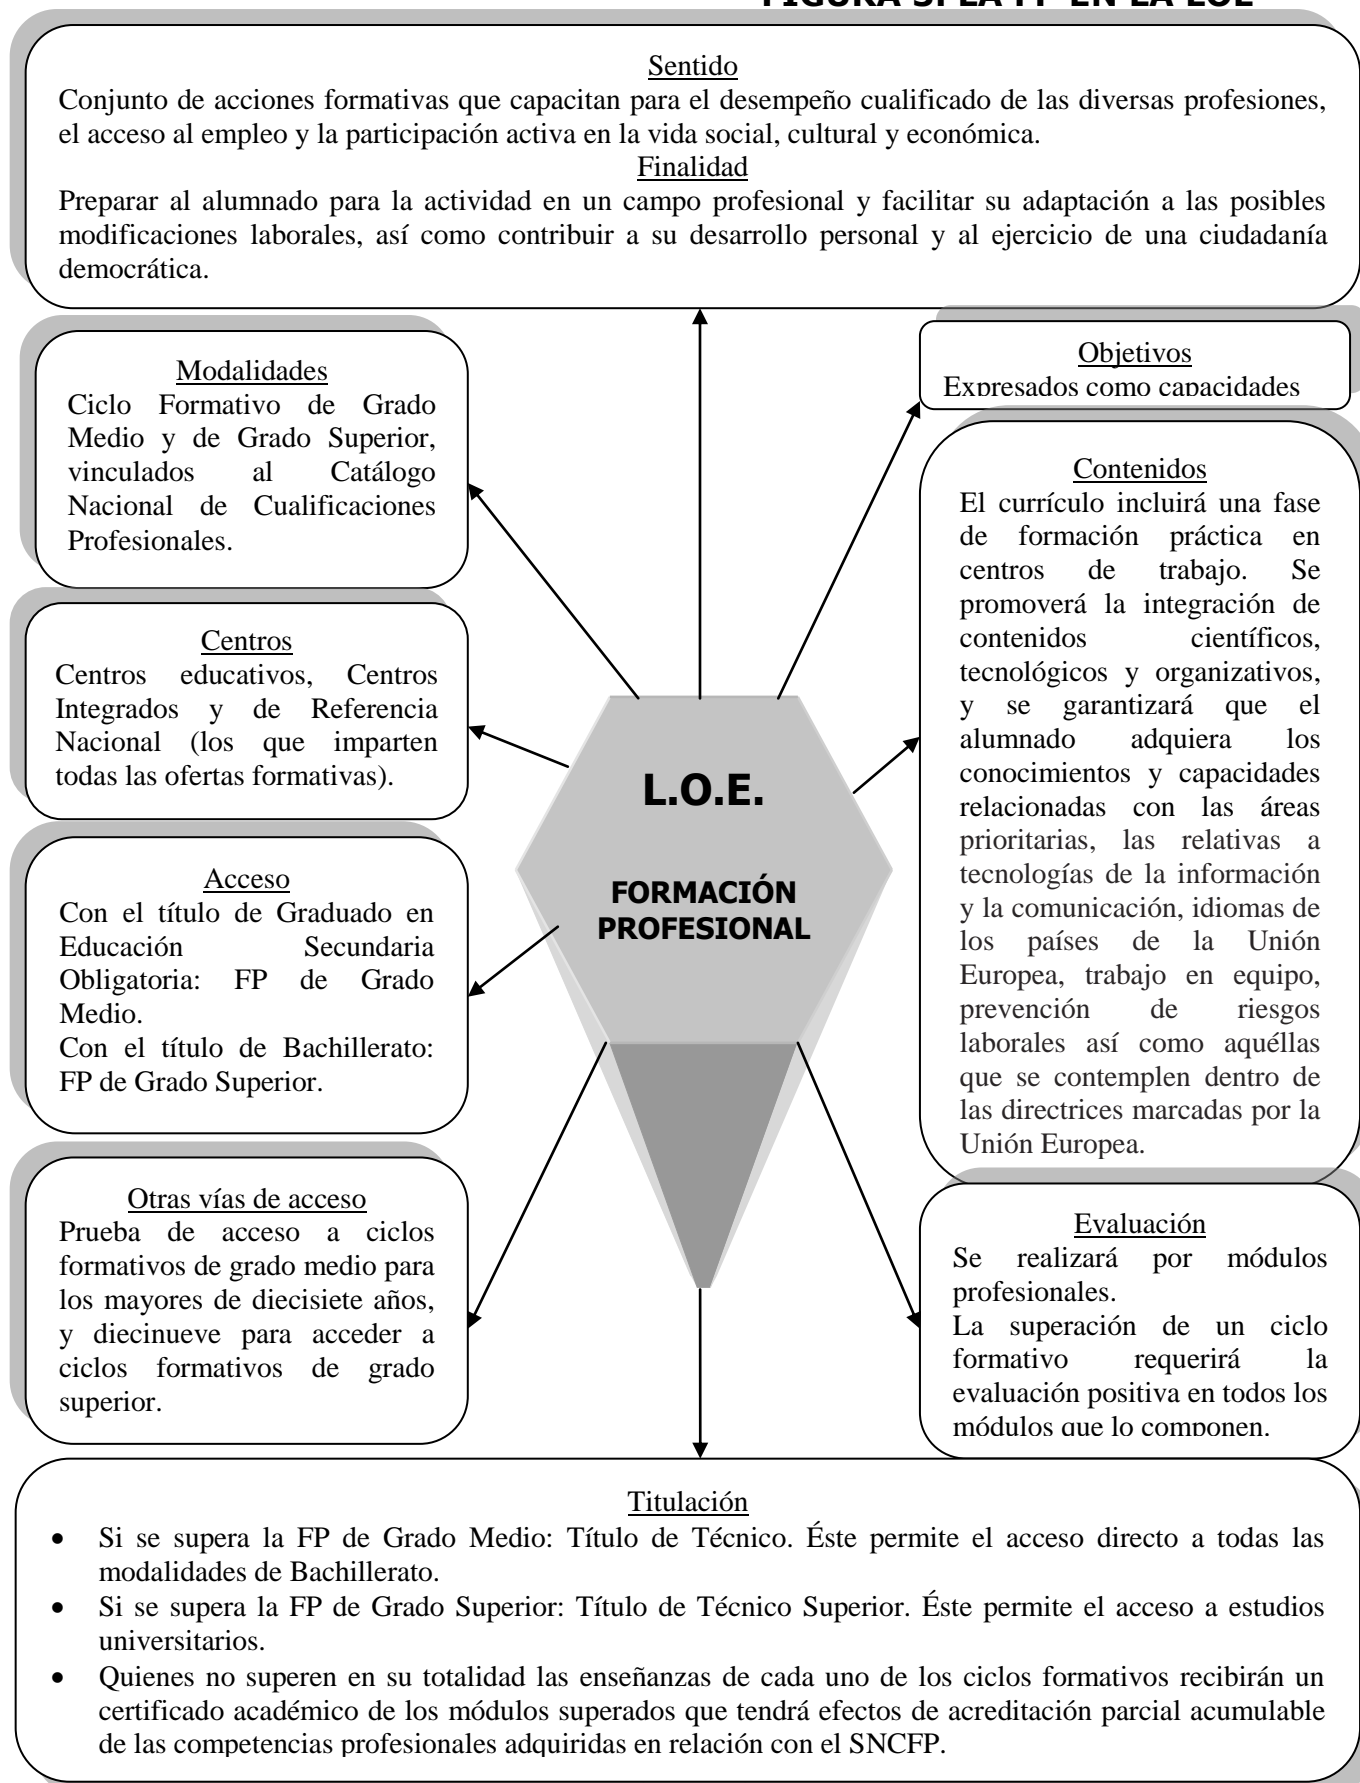 FIGURA 3. LA FP EN LA LOE
Sentido
Conjunto de acciones formativas que capacitan para el desempeño cualificado de las diversas profesiones,
el acceso al empleo y la participación activa en la vida social, cultural y económica.
Finalidad
Preparar al alumnado para la actividad en un campo profesional y facilitar su adaptación a las posibles
modificaciones laborales, así como contribuir a su desarrollo personal y al ejercicio de una ciudadanía
democrática.
Modalidades
Ciclo Formativo de Grado
Medio y de Grado Superior,
vinculados al Catálogo
Nacional de Cualificaciones
Profesionales.
Centros
Centros educativos, Centros
Integrados y de Referencia
Nacional (los que imparten
todas las ofertas formativas).
Acceso
Con el título de Graduado en
Educación Secundaria
Obligatoria: FP de Grado
Medio.
Con el título de Bachillerato:
FP de Grado Superior.
Otras vías de acceso
Prueba de acceso a ciclos
formativos de grado medio para
los mayores de diecisiete años,
y diecinueve para acceder a
ciclos formativos de grado
superior.
L.O.E.
FORMACIÓN
PROFESIONAL
Objetivos
Expresados como capacidades
Contenidos
El currículo incluirá una fase
de formación práctica en
centros de trabajo. Se
promoverá la integración de
contenidos científicos,
tecnológicos y organizativos,
y se garantizará que el
alumnado adquiera los
conocimientos y capacidades
relacionadas con las áreas
prioritarias, las relativas a
tecnologías de la información
y la comunicación, idiomas de
los países de la Unión
Europea, trabajo en equipo,
prevención de riesgos
laborales así como aquéllas
que se contemplen dentro de
las directrices marcadas por la
Unión Europea.
Evaluación
Se realizará por módulos
profesionales.
La superación de un ciclo
formativo requerirá la
evaluación positiva en todos los
módulos que lo componen.
Titulación
• Si se supera la FP de Grado Medio: Título de Técnico. Éste permite el acceso directo a todas las
modalidades de Bachillerato.
• Si se supera la FP de Grado Superior: Título de Técnico Superior. Éste permite el acceso a estudios
universitarios.
• Quienes no superen en su totalidad las enseñanzas de cada uno de los ciclos formativos recibirán un
certificado académico de los módulos superados que tendrá efectos de acreditación parcial acumulable
de las competencias profesionales adquiridas en relación con el SNCFP.